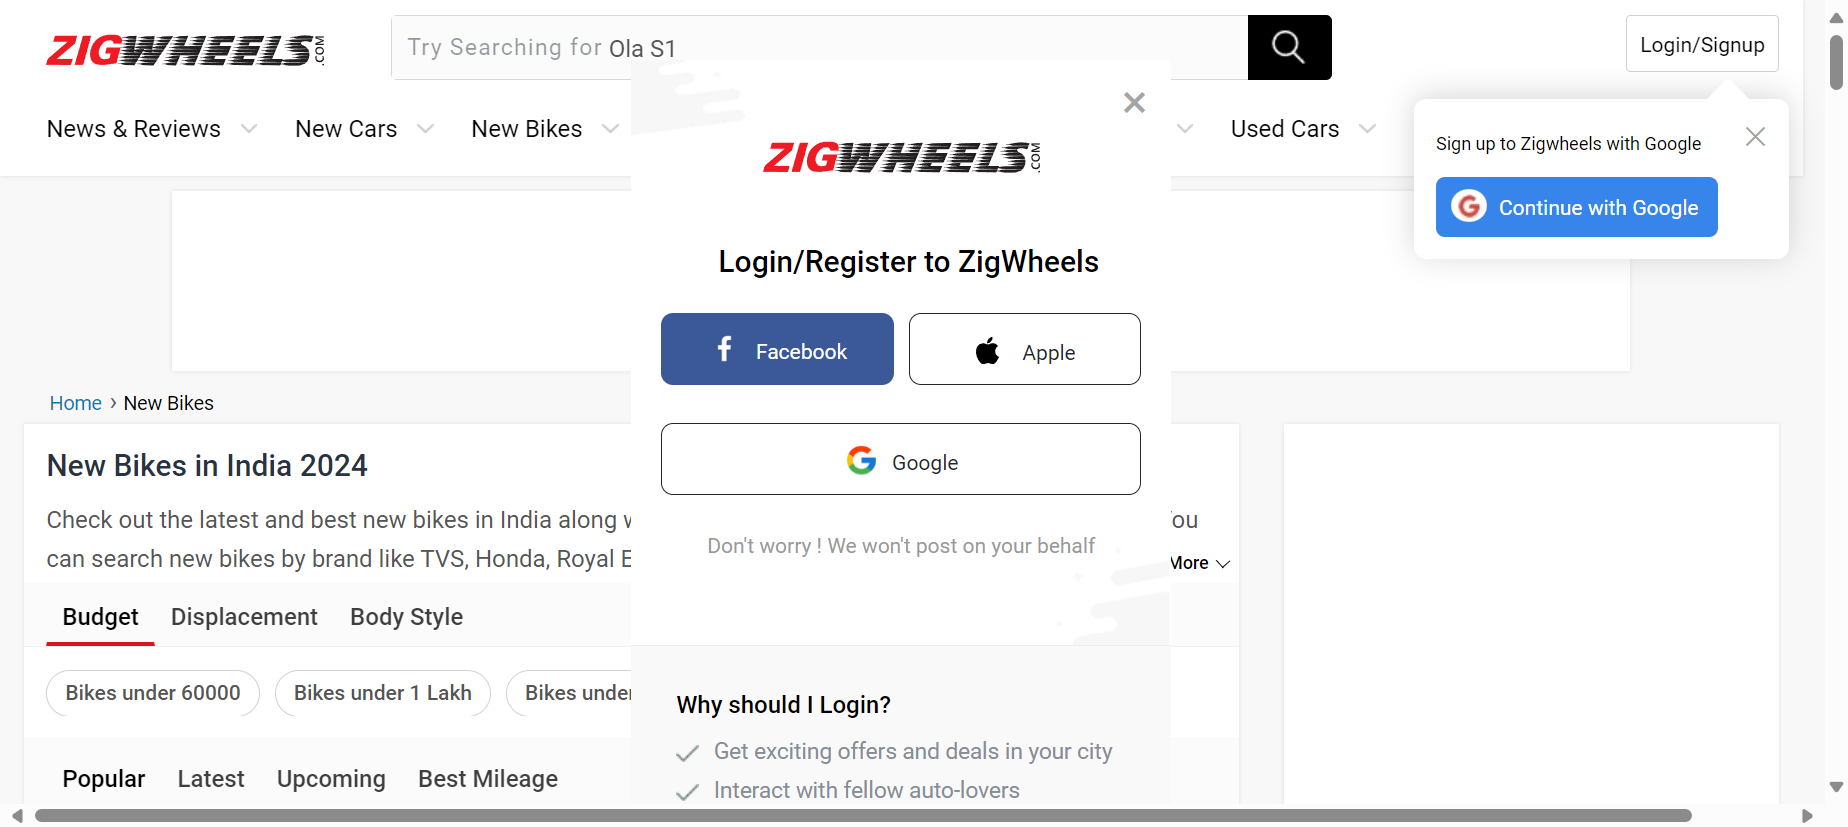 ZIGWHEELS.COM
Try Searching for Ola S1
Login/Signup
News & Reviews
New Cars
New Bikes
Used Cars
Sign up to Zigwheels with Google
Continue with Google
ZIGWHEELS.COM
Login/Register to ZigWheels
Facebook
Apple
Google
Don't worry ! We won't post on your behalf
Home › New Bikes
New Bikes in India 2024
Check out the latest and best new bikes in India along
can search new bikes by brand like TVS, Honda, Royal
More
Budget
Displacement
Body Style
Bikes under 60000
Bikes under 1 Lakh
Bikes
Why should I Login?
Get exciting offers and deals in your city
Interact with fellow auto-lovers
Popular
Latest
Upcoming
Best Mileage